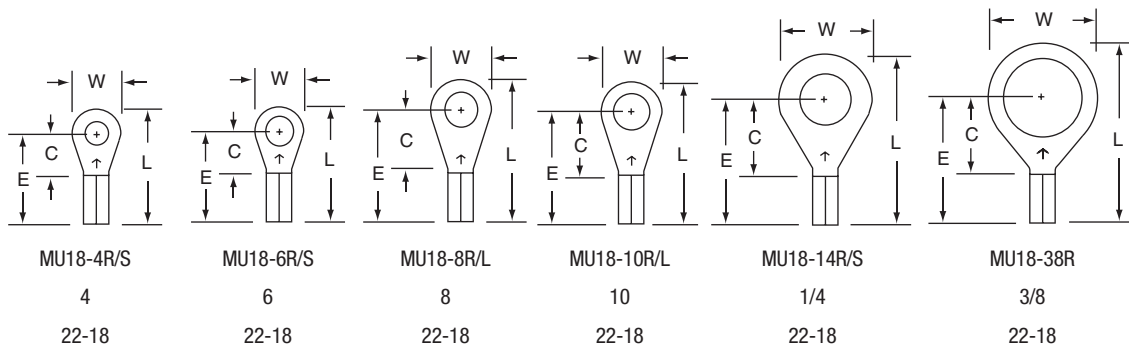 W W W W W W
C E L
C E L
C E L
C E L
C E L
C E L
MU18-4R/S MU18-6R/S MU18-8R/L MU18-10R/L MU18-14R/S MU18-38R
4 6 8 10 1/4 3/8
22-18 22-18 22-18 22-18 22-18 22-18